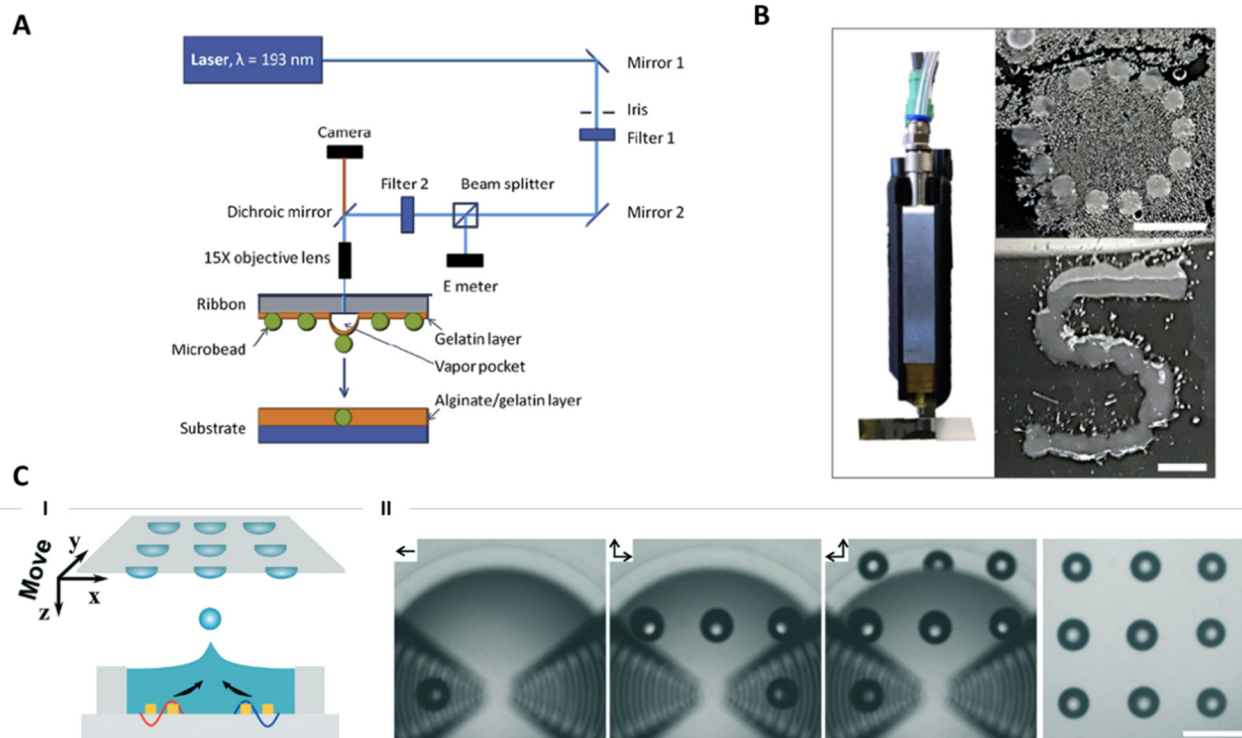 A
Laser, λ = 193 nm
Mirror 1
Iris
Filter 1
Camera
Filter 2
Beam splitter
Dichroic mirror
Mirror 2
15X objective lens
E meter
Ribbon
Gelatin layer
Microbead
Vapor pocket
Alginate/gelatin layer
Substrate
B
C
I
II
Move
y
x
z